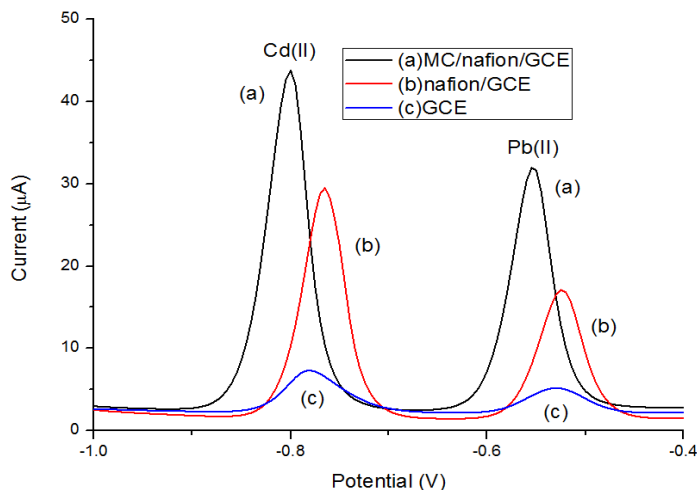 50
40
30
20
10
0
Current (μA)
Cd(II)
(a)
(b)
(c)
(a)MC/nafion/GCE
(b)nafion/GCE
(c)GCE
Pb(II)
(a)
(b)
(c)
-1.0
-0.8
-0.6
-0.4
Potential (V)